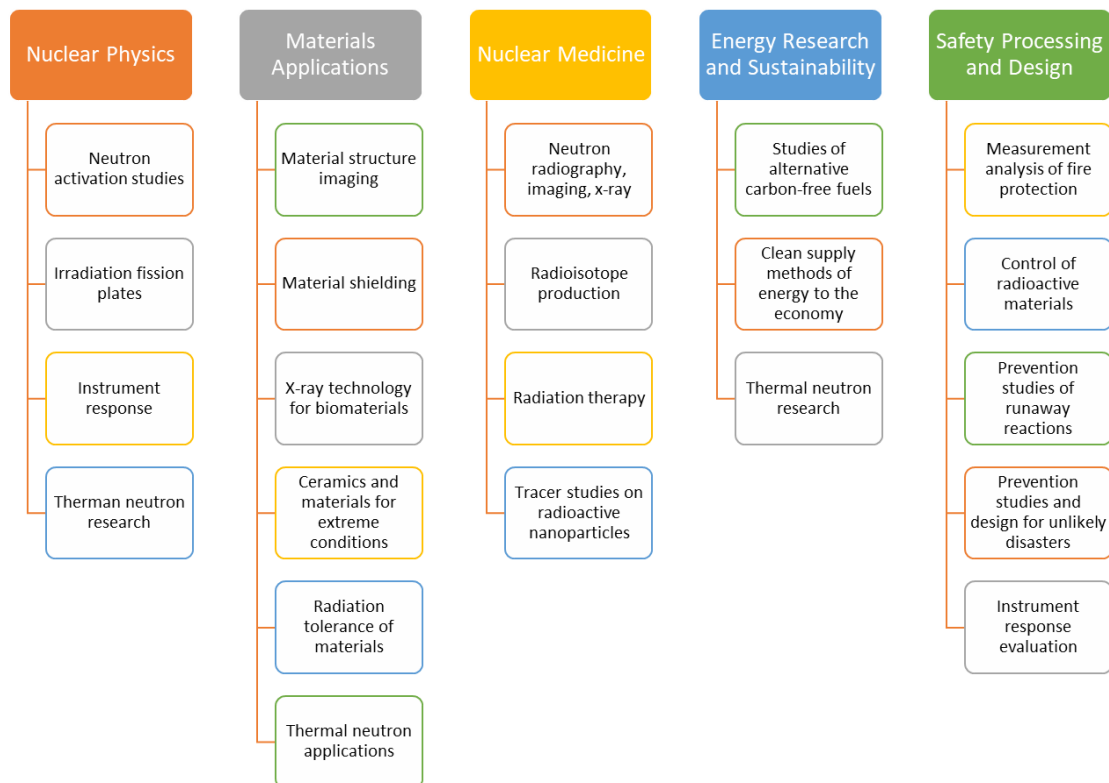 Nuclear Physics
Neutron
activation studies
Irradiation fission
plates
Instrument
response
Therman neutron
research
Materials
Applications
Material structure
imaging
Material shielding
X-ray technology
for biomaterials
Ceramics and
materials for
extreme
conditions
Radiation
tolerance of
materials
Thermal neutron
applications
Nuclear Medicine
Neutron
radiography,
imaging, x-ray
Radioisotope
production
Radiation therapy
Tracer studies on
radioactive
nanoparticles
Energy Research
and Sustainability
Studies of
alternative
carbon-free fuels
Clean supply
methods of
energy to the
economy
Thermal neutron
research
Safety Processing
and Design
Measurement
analysis of fire
protection
Control of
radioactive
materials
Prevention
studies of
runaway
reactions
Prevention
studies and
design for unlikely
disasters
Instrument
response
evaluation